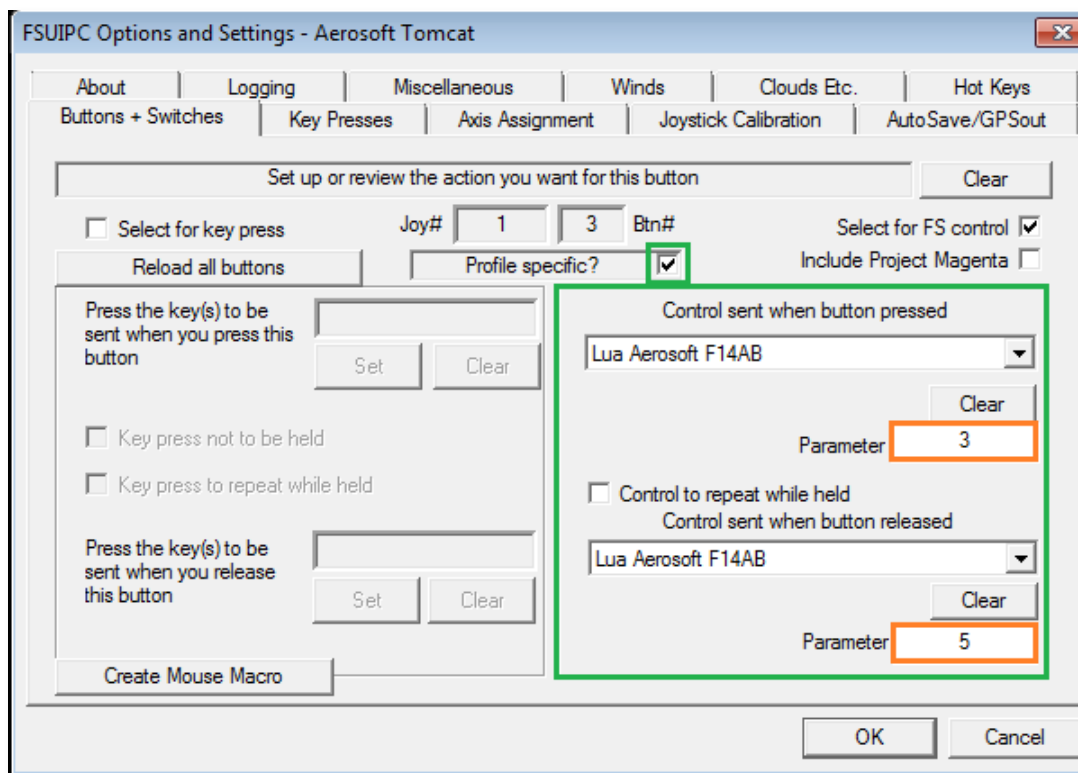 FSUIPC Options and Settings - Aerosoft Tomcat
About Logging Miscellaneous Winds Clouds Etc. Hot Keys
Buttons + Switches Key Presses Axis Assignment Joystick Calibration AutoSave/GPSout
Set up or review the action you want for this button Clear
Select for key press Joy# 1 3 Btn# Select for FS control
Reload all buttons Profile specific? Include Project Magenta
Press the key(s) to be
sent when you press this
button
Set Clear
Key press not to be held
Key press to repeat while held
Press the key(s) to be
sent when you release
this button
Set Clear
Create Mouse Macro
Control sent when button pressed
Lua Aerosoft F14AB
Clear
Parameter 3
Control to repeat while held
Control sent when button released
Lua Aerosoft F14AB
Clear
Parameter 5
OK Cancel